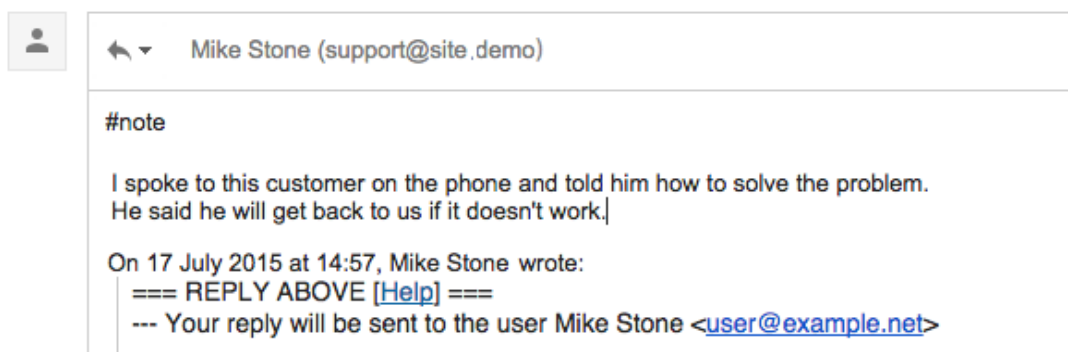 Mike Stone (support@site.demo)
#note
I spoke to this customer on the phone and told him how to solve the problem.
He said he will get back to us if it doesn't work.
On 17 July 2015 at 14:57, Mike Stone wrote:
=== REPLY ABOVE [Help] ===
--- Your reply will be sent to the user Mike Stone <user@example.net>